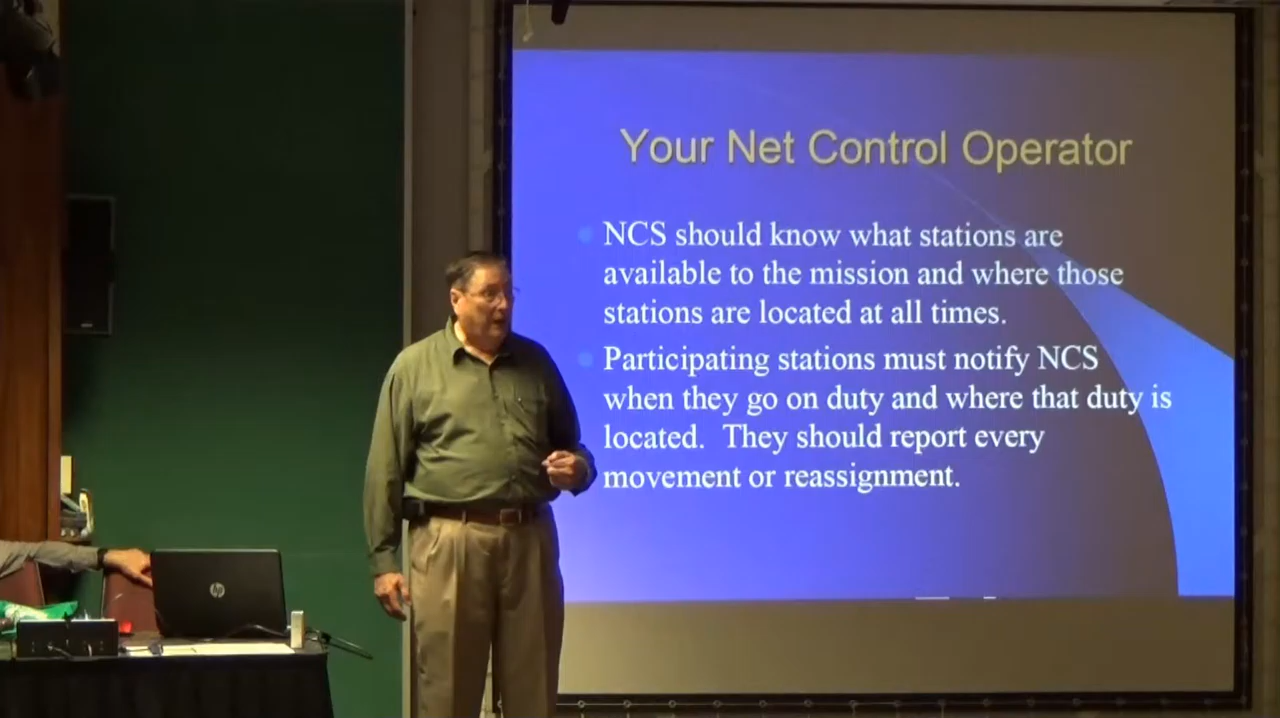 Your Net Control Operator
NCS should know what stations are
available to the mission and where those
stations are located at all times.
Participating stations must notify NCS
when they go on duty and where that duty is
located. They should report every
movement or reassignment.
hp